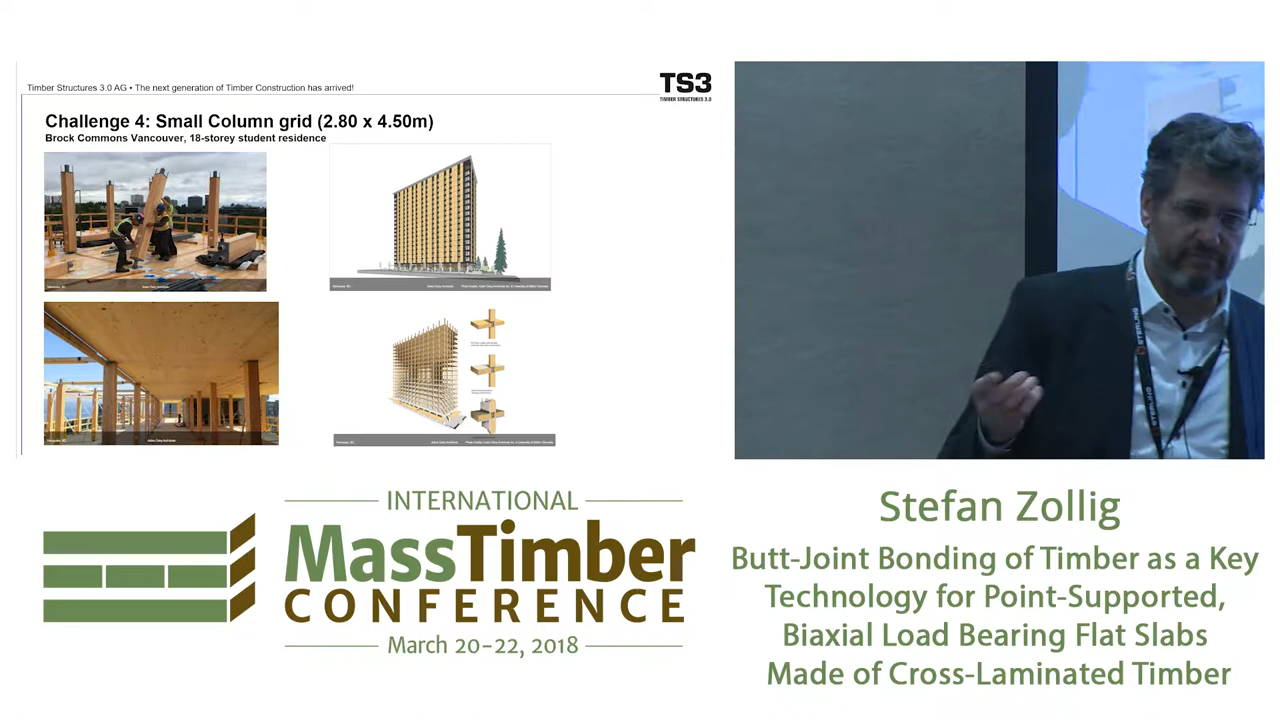 Timber Structures 3.0 AG • The next generation of Timber Construction has arrived!
TS3
TIMBER STRUCTURES 3.0
Challenge 4: Small Column grid (2.80 x 4.50m)
Brock Commons Vancouver, 18-storey student residence
STERLING
STERLING
INTERNATIONAL
MassTimber
CONFERENCE
March 20-22, 2018
Stefan Zollig
Butt-Joint Bonding of Timber as a Key
Technology for Point-Supported,
Biaxial Load Bearing Flat Slabs
Made of Cross-Laminated Timber